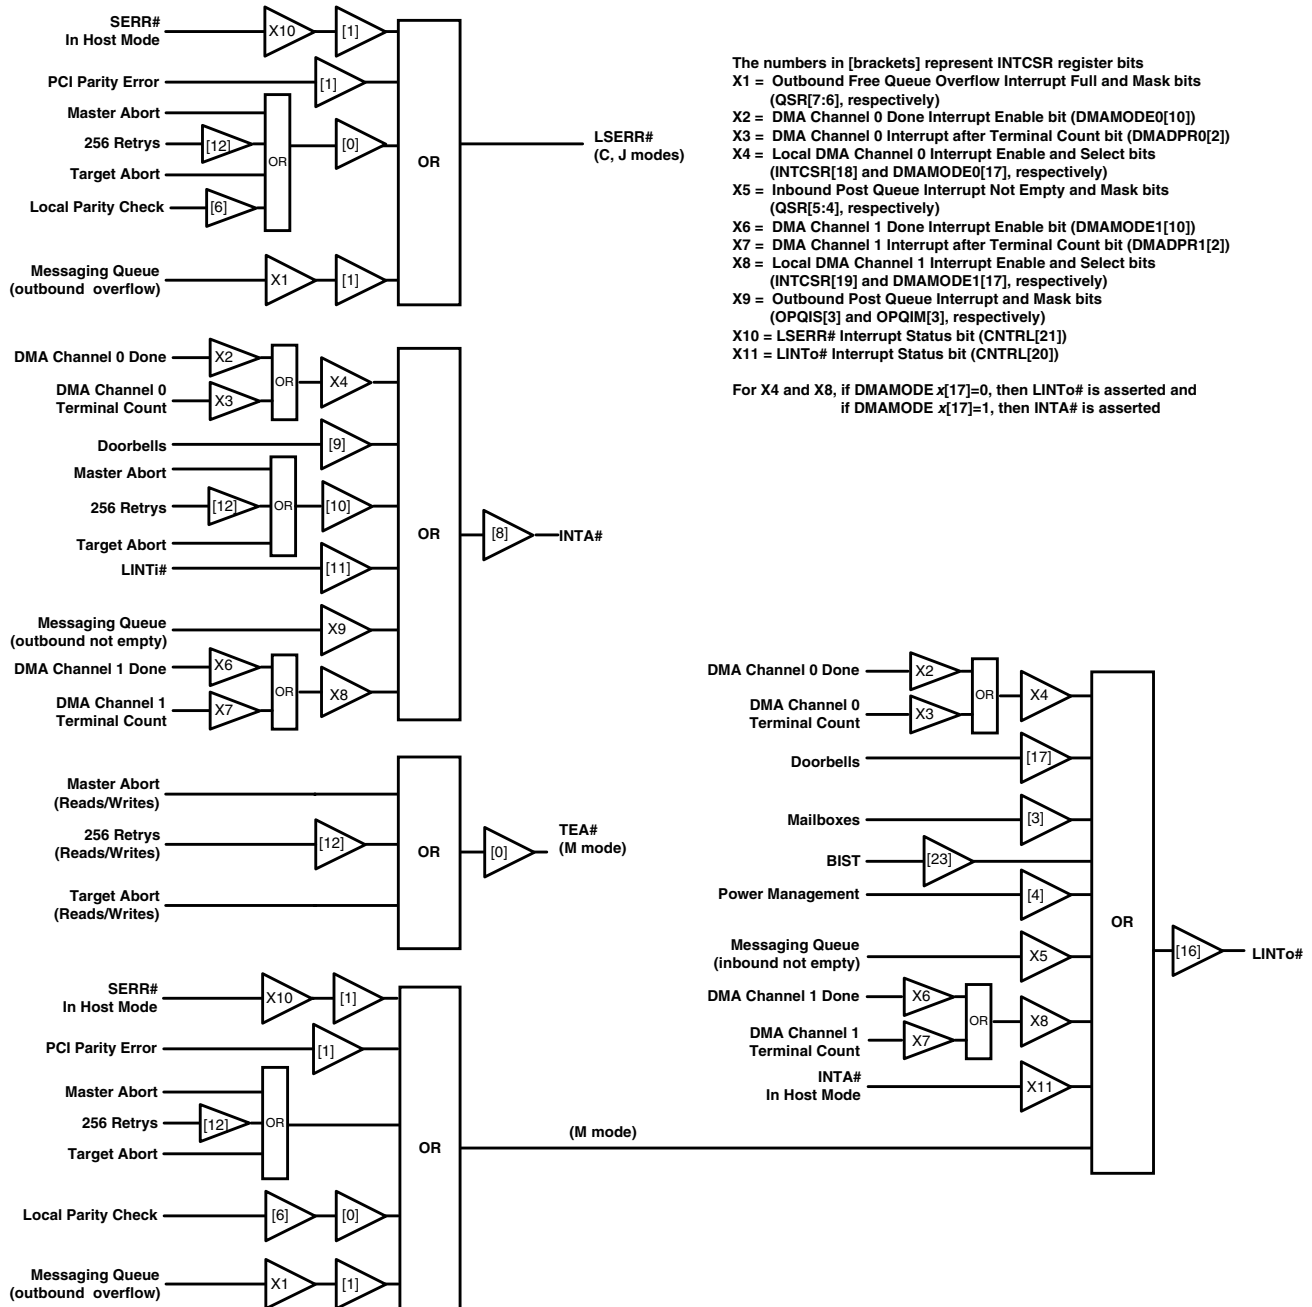 SERR#
In Host Mode
X10
[1]
PCI Parity Error
[1]
Master Abort
256 Retrys
[12]
OR
[0]
Target Abort
Local Parity Check
[6]
Messaging Queue
(outbound overflow)
X1
[1]
OR
LSERR#
(C, J modes)
The numbers in [brackets] represent INTCSR register bits
X1 = Outbound Free Queue Overflow Interrupt Full and Mask bits
(QSR[7:6], respectively)
X2 = DMA Channel 0 Done Interrupt Enable bit (DMAMODE0[10])
X3 = DMA Channel 0 Interrupt after Terminal Count bit (DMADPR0[2])
X4 = Local DMA Channel 0 Interrupt Enable and Select bits
(INTCSR[18] and DMAMODE0[17], respectively)
X5 = Inbound Post Queue Interrupt Not Empty and Mask bits
(QSR[5:4], respectively)
X6 = DMA Channel 1 Done Interrupt Enable bit (DMAMODE1[10])
X7 = DMA Channel 1 Interrupt after Terminal Count bit (DMADPR1[2])
X8 = Local DMA Channel 1 Interrupt Enable and Select bits
(INTCSR[19] and DMAMODE1[17], respectively)
X9 = Outbound Post Queue Interrupt and Mask bits
(OPQIS[3] and OPQIM[3], respectively)
X10 = LSERR# Interrupt Status bit (CNTRL[21])
X11 = LINTo# Interrupt Status bit (CNTRL[20])
For X4 and X8, if DMAMODE x[17]=0, then LINTo# is asserted and
if DMAMODE x[17]=1, then INTA# is asserted
DMA Channel 0 Done
X2
DMA Channel 0
Terminal Count
X3
OR
X4
Doorbells
[9]
Master Abort
256 Retrys
[12]
OR
[10]
Target Abort
LINTi#
[11]
Messaging Queue
(outbound not empty)
X9
DMA Channel 1 Done
X6
DMA Channel 1
Terminal Count
X7
OR
X8
OR
[8]
INTA#
Master Abort
(Reads/Writes)
256 Retrys
(Reads/Writes)
[12]
Target Abort
(Reads/Writes)
OR
[0]
TEA#
(M mode)
SERR#
In Host Mode
X10
[1]
PCI Parity Error
[1]
Master Abort
256 Retrys
[12]
OR
Target Abort
Local Parity Check
[6]
[0]
Messaging Queue
(outbound overflow)
X1
[1]
OR
(M mode)
DMA Channel 0 Done
X2
DMA Channel 0
Terminal Count
X3
OR
X4
Doorbells
[17]
Mailboxes
[3]
BIST
[23]
Power Management
[4]
Messaging Queue
(inbound not empty)
X5
DMA Channel 1 Done
X6
DMA Channel 1
Terminal Count
X7
OR
X8
INTA#
In Host Mode
X11
OR
[16]
LINTo#